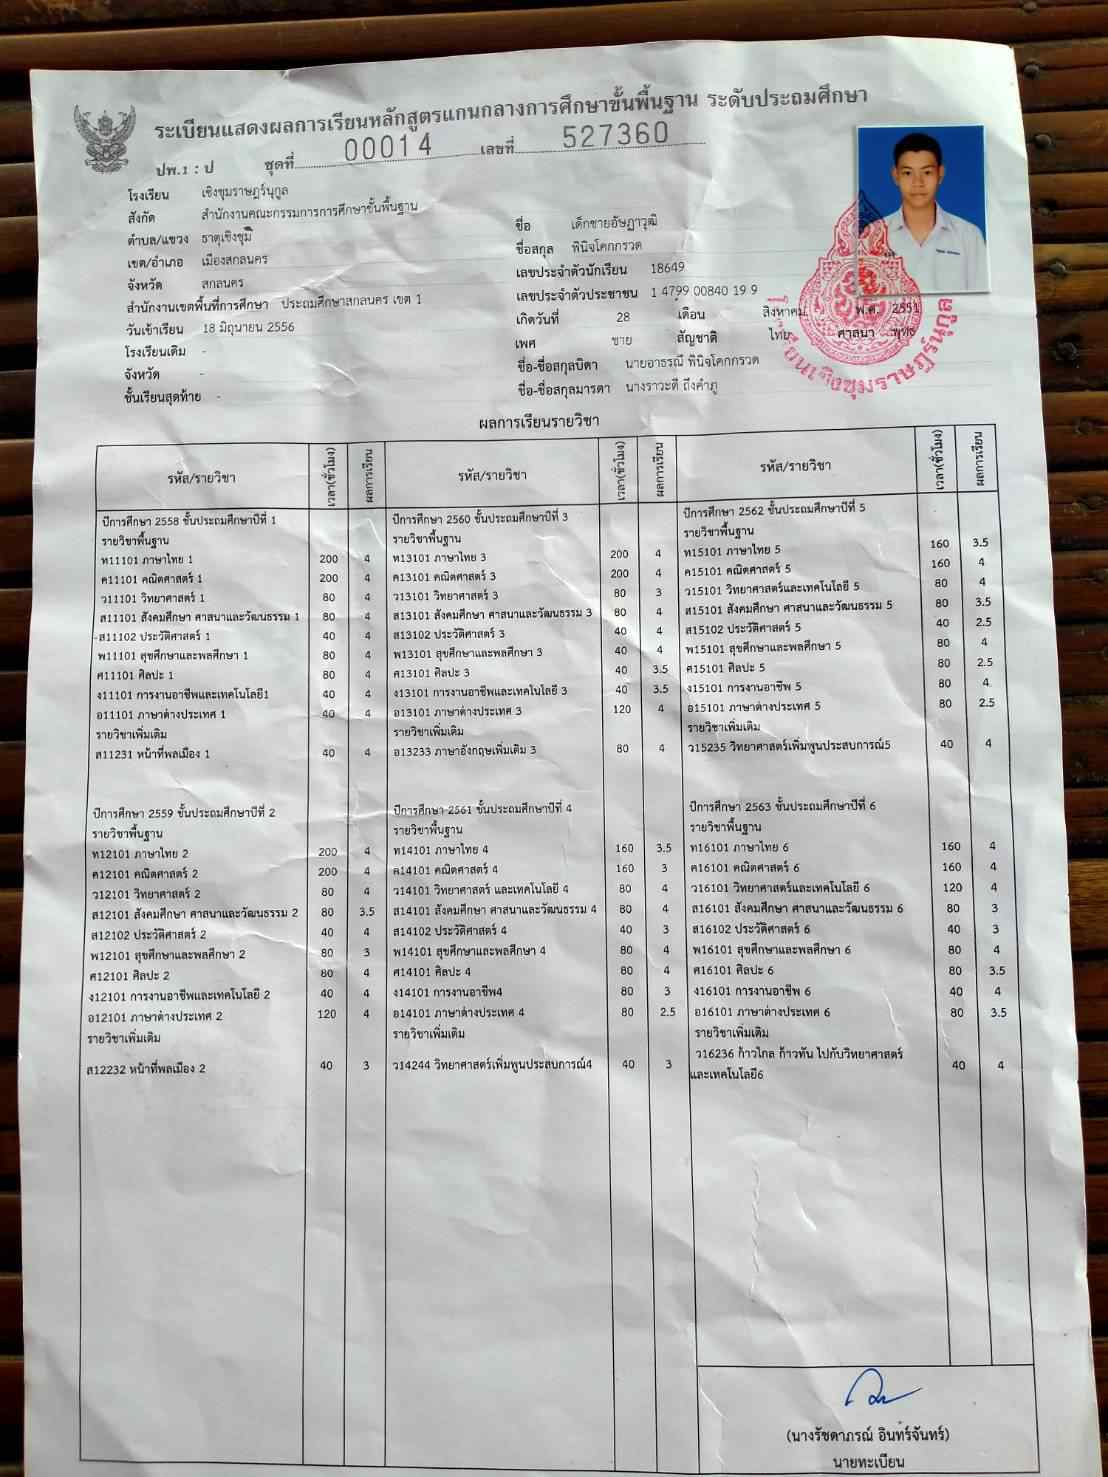 ระเบียนแสดงผลการเรียนหลักสูตรแกนกลางการศึกษาขั้นพื้นฐาน ระดับประถมศึกษา
ปพ.1 : ป ชุดที่ 00014 เลขที่ 527360
โรงเรียน เชิงชุมราษฎร์นุกูล
สังกัด สำนักงานคณะกรรมการการศึกษาขั้นพื้นฐาน
ตำบล/แขวง ธาตุเชิงชุม
เขต/อำเภอ เมืองสกลนคร
จังหวัด สกลนคร
สำนักงานเขตพื้นที่การศึกษา ประถมศึกษาสกลนคร เขต 1
วันเข้าเรียน 18 มิถุนายน 2556
โรงเรียนเดิม -
จังหวัด -
ชั้นเรียนสุดท้าย -
ชื่อ เด็กชายอัษฎาวุฒิ
ชื่อสกุล พินิจโคกกรวด
เลขประจำตัวนักเรียน 18649
เลขประจำตัวประชาชน 1 4799 00840 19 9
เกิดวันที่ 28 เดือน สิงหาคม พ.ศ. 2551
เพศ ชาย สัญชาติ ไทย ศาสนา พุทธ
ชื่อ-ชื่อสกุลบิดา นายอาธรณี พินิจโคกกรวด
ชื่อ-ชื่อสกุลมารดา นางราวะดี ถึงคำภู
โรงเรียนเชิงชุมราษฎร์นุกูล
ผลการเรียนรายวิชา
รหัส/รายวิชา เวลา(ชั่วโมง) ผลการเรียน รหัส/รายวิชา เวลา(ชั่วโมง) ผลการเรียน รหัส/รายวิชา เวลา(ชั่วโมง) ผลการเรียน
ปีการศึกษา 2558 ชั้นประถมศึกษาปีที่ 1
รายวิชาพื้นฐาน
ท11101 ภาษาไทย 1 200 4
ค11101 คณิตศาสตร์ 1 200 4
ว11101 วิทยาศาสตร์ 1 80 4
ส11101 สังคมศึกษา ศาสนาและวัฒนธรรม 1 80 4
ส11102 ประวัติศาสตร์ 1 40 4
พ11101 สุขศึกษาและพลศึกษา 1 80 4
ศ11101 ศิลปะ 1 80 4
ง11101 การงานอาชีพและเทคโนโลยี1 40 4
อ11101 ภาษาต่างประเทศ 1 40 4
รายวิชาเพิ่มเติม
ส11231 หน้าที่พลเมือง 1 40 4
ปีการศึกษา 2559 ชั้นประถมศึกษาปีที่ 2
รายวิชาพื้นฐาน
ท12101 ภาษาไทย 2 200 4
ค12101 คณิตศาสตร์ 2 200 4
ว12101 วิทยาศาสตร์ 2 80 4
ส12101 สังคมศึกษา ศาสนาและวัฒนธรรม 2 80 3.5
ส12102 ประวัติศาสตร์ 2 40 4
พ12101 สุขศึกษาและพลศึกษา 2 80 3
ศ12101 ศิลปะ 2 80 4
ง12101 การงานอาชีพและเทคโนโลยี 2 40 4
อ12101 ภาษาต่างประเทศ 2 120 4
รายวิชาเพิ่มเติม
ส12232 หน้าที่พลเมือง 2 40 3
ปีการศึกษา 2560 ชั้นประถมศึกษาปีที่ 3
รายวิชาพื้นฐาน
ท13101 ภาษาไทย 3 200 4
ค13101 คณิตศาสตร์ 3 200 4
ว13101 วิทยาศาสตร์ 3 80 3
ส13101 สังคมศึกษา ศาสนาและวัฒนธรรม 3 80 4
ส13102 ประวัติศาสตร์ 3 40 4
พ13101 สุขศึกษาและพลศึกษา 3 40 4
ศ13101 ศิลปะ 3 40 3.5
ง13101 การงานอาชีพและเทคโนโลยี 3 40 3.5
อ13101 ภาษาต่างประเทศ 3 120 4
รายวิชาเพิ่มเติม
อ13233 ภาษาอังกฤษเพิ่มเติม 3 80 4
ปีการศึกษา 2561 ชั้นประถมศึกษาปีที่ 4
รายวิชาพื้นฐาน
ท14101 ภาษาไทย 4 160 3.5
ค14101 คณิตศาสตร์ 4 160 3
ว14101 วิทยาศาสตร์ และเทคโนโลยี 4 80 4
ส14101 สังคมศึกษา ศาสนาและวัฒนธรรม 4 80 4
ส14102 ประวัติศาสตร์ 4 40 3
พ14101 สุขศึกษาและพลศึกษา 4 80 4
ศ14101 ศิลปะ 4 80 4
ง14101 การงานอาชีพ4 80 3
อ14101 ภาษาต่างประเทศ 4 80 2.5
รายวิชาเพิ่มเติม
ว14244 วิทยาศาสตร์เพิ่มพูนประสบการณ์4 40 3
ปีการศึกษา 2562 ชั้นประถมศึกษาปีที่ 5
รายวิชาพื้นฐาน
ท15101 ภาษาไทย 5 160 3.5
ค15101 คณิตศาสตร์ 5 160 4
ว15101 วิทยาศาสตร์และเทคโนโลยี 5 80 4
ส15101 สังคมศึกษา ศาสนาและวัฒนธรรม 5 80 3.5
ส15102 ประวัติศาสตร์ 5 40 2.5
พ15101 สุขศึกษาและพลศึกษา 5 80 4
ศ15101 ศิลปะ 5 80 2.5
ง15101 การงานอาชีพ 5 80 4
อ15101 ภาษาต่างประเทศ 5 80 2.5
รายวิชาเพิ่มเติม
ว15235 วิทยาศาสตร์เพิ่มพูนประสบการณ์5 40 4
ปีการศึกษา 2563 ชั้นประถมศึกษาปีที่ 6
รายวิชาพื้นฐาน
ท16101 ภาษาไทย 6 160 4
ค16101 คณิตศาสตร์ 6 160 4
ว16101 วิทยาศาสตร์และเทคโนโลยี 6 120 4
ส16101 สังคมศึกษา ศาสนาและวัฒนธรรม 6 80 3
ส16102 ประวัติศาสตร์ 6 40 3
พ16101 สุขศึกษาและพลศึกษา 6 80 4
ศ16101 ศิลปะ 6 80 3.5
ง16101 การงานอาชีพ 6 40 4
อ16101 ภาษาต่างประเทศ 6 80 3.5
รายวิชาเพิ่มเติม
ว16236 ก้าวไกล ก้าวทัน ไปกับวิทยาศาสตร์
และเทคโนโลยี6 40 4
(นางรัชดาภรณ์ อินทร์จันทร์)
นายทะเบียน